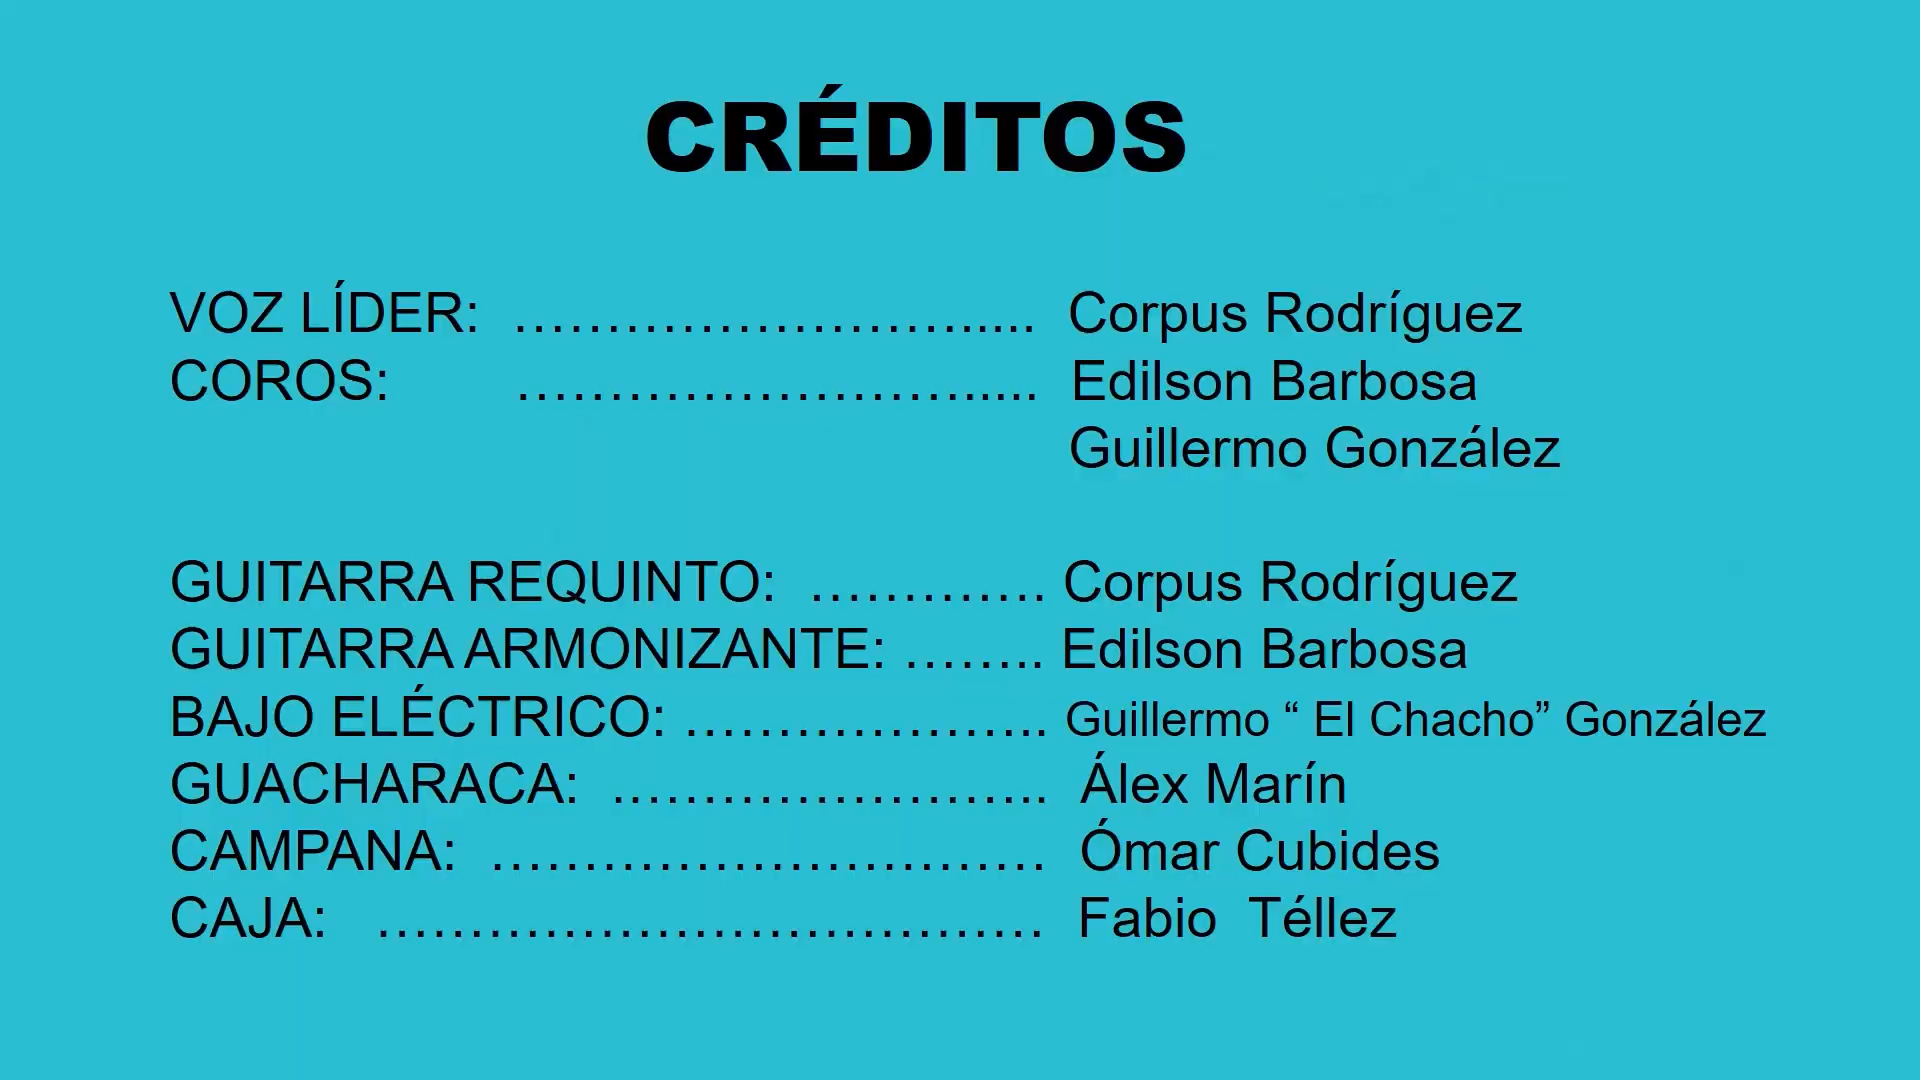 CRÉDITOS
VOZ LÍDER: ……………………….... Corpus Rodríguez
COROS: ……………………….... Edilson Barbosa
Guillermo González
GUITARRA REQUINTO: …………. Corpus Rodríguez
GUITARRA ARMONIZANTE: …….. Edilson Barbosa
BAJO ELÉCTRICO: ……………….. Guillermo “ El Chacho” González
GUACHARACA: .………………….. Álex Marín
CAMPANA: ………………………… Ómar Cubides
CAJA: ……………………………… Fabio Téllez